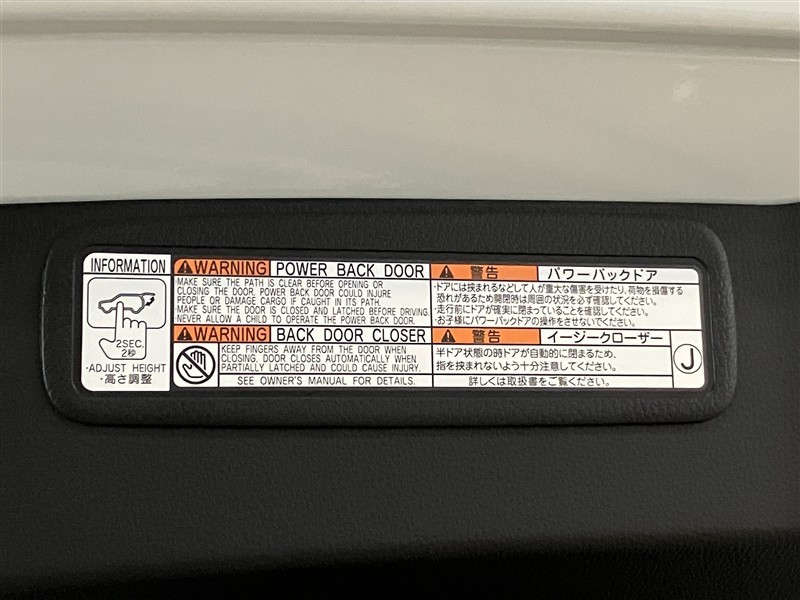 INFORMATION
2SEC.
2秒
·ADJUST HEIGHT
·高さ調整
WARNING POWER BACK DOOR
·MAKE SURE THE PATH IS CLEAR BEFORE OPENING OR
CLOSING THE DOOR. POWER BACK DOOR COULD INJURE
PEOPLE OR DAMAGE CARGO IF CAUGHT IN ITS PATH.
·MAKE SURE THE DOOR IS CLOSED AND LATCHED BEFORE DRIVING.
·NEVER ALLOW A CHILD TO OPERATE THE POWER BACK DOOR.
WARNING BACK DOOR CLOSER
KEEP FINGERS AWAY FROM THE DOOR WHEN
CLOSING. DOOR CLOSES AUTOMATICALLY WHEN
PARTIALLY LATCHED AND COULD CAUSE INJURY.
SEE OWNER'S MANUAL FOR DETAILS.
警告 パワーバックドア
·ドアには挟まれるなどして人が重大な傷害を受けたり、荷物を損傷する
恐れがあるため開閉時は周囲の状況を必ず確認してください。
·走行前にドアが確実に閉まっていることを確認してください。
·お子様にパワーバックドアの操作をさせないでください。
警告 イージークローザー
半ドア状態の時ドアが自動的に閉まるため、
指を挟まれないよう十分注意してください。
詳しくは取扱書をご覧ください。
J